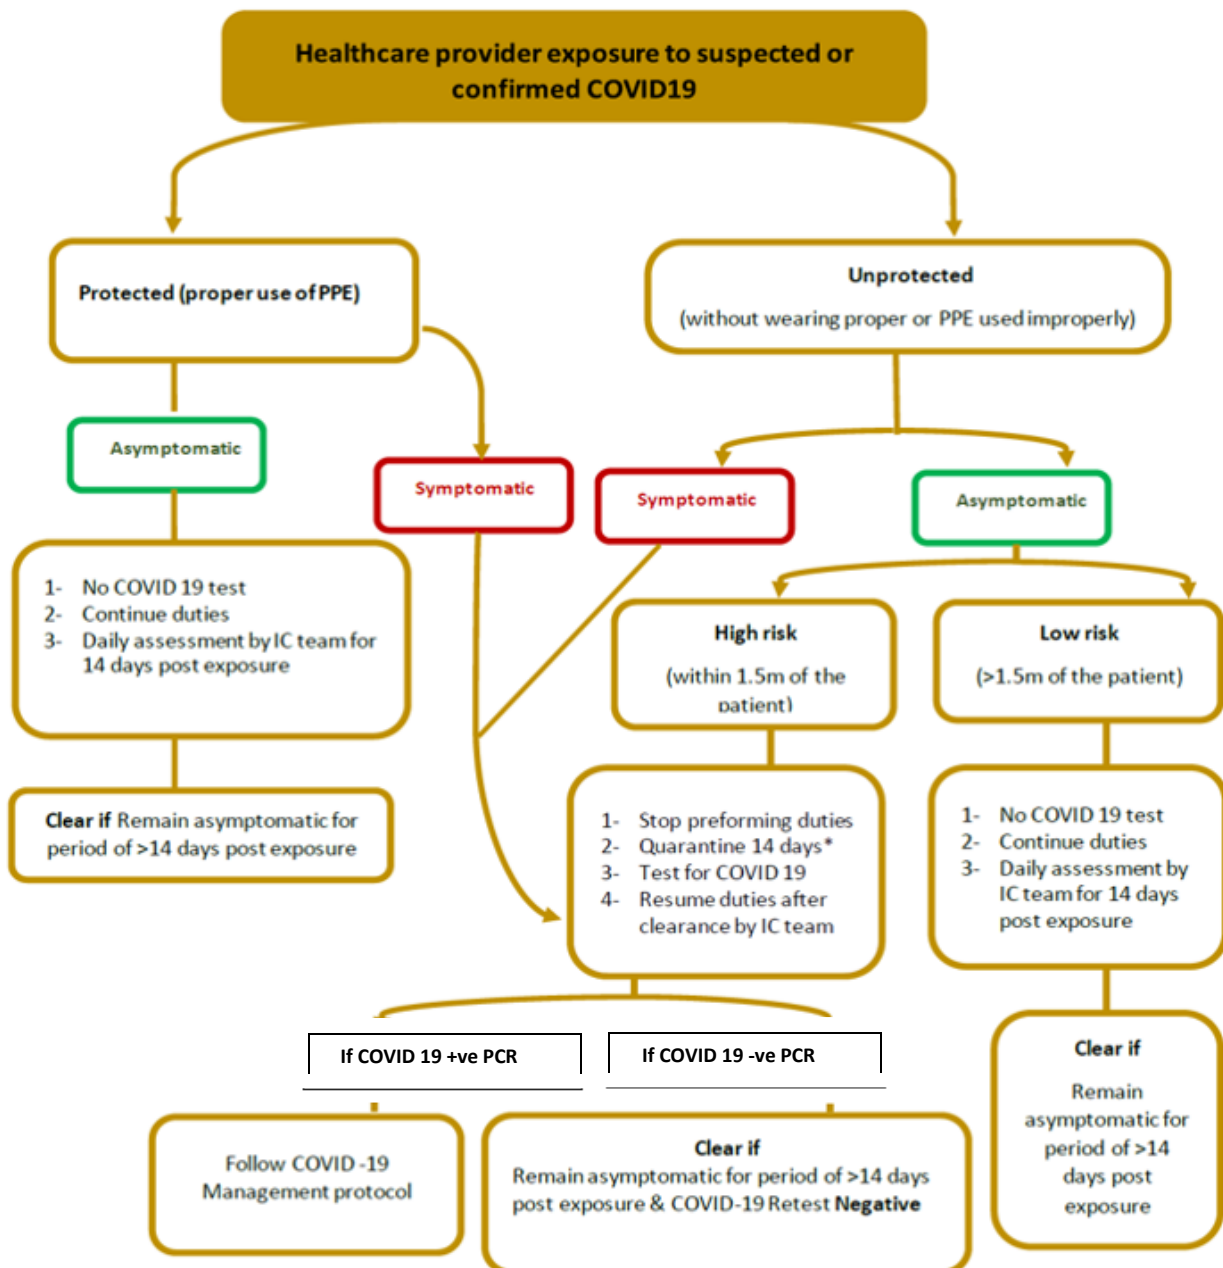 Healthcare provider exposure to suspected or
confirmed COVID19
Protected (proper use of PPE)
Unprotected
(without wearing proper or PPE used improperly)
Asymptomatic
Symptomatic
Symptomatic
Asymptomatic
1- No COVID 19 test
2- Continue duties
3- Daily assessment by IC team for
14 days post exposure
High risk
(within 1.5m of the
patient)
Low risk
(>1.5m of the patient)
Clear if Remain asymptomatic for
period of >14 days post exposure
1- Stop preforming duties
2- Quarantine 14 days*
3- Test for COVID 19
4- Resume duties after
clearance by IC team
1- No COVID 19 test
2- Continue duties
3- Daily assessment by
IC team for 14 days
post exposure
If COVID 19 +ve PCR
If COVID 19 -ve PCR
Follow COVID -19
Management protocol
Clear if
Remain asymptomatic for period of >14 days
post exposure & COVID-19 Retest Negative
Clear if
Remain
asymptomatic for
period of >14
days post
exposure